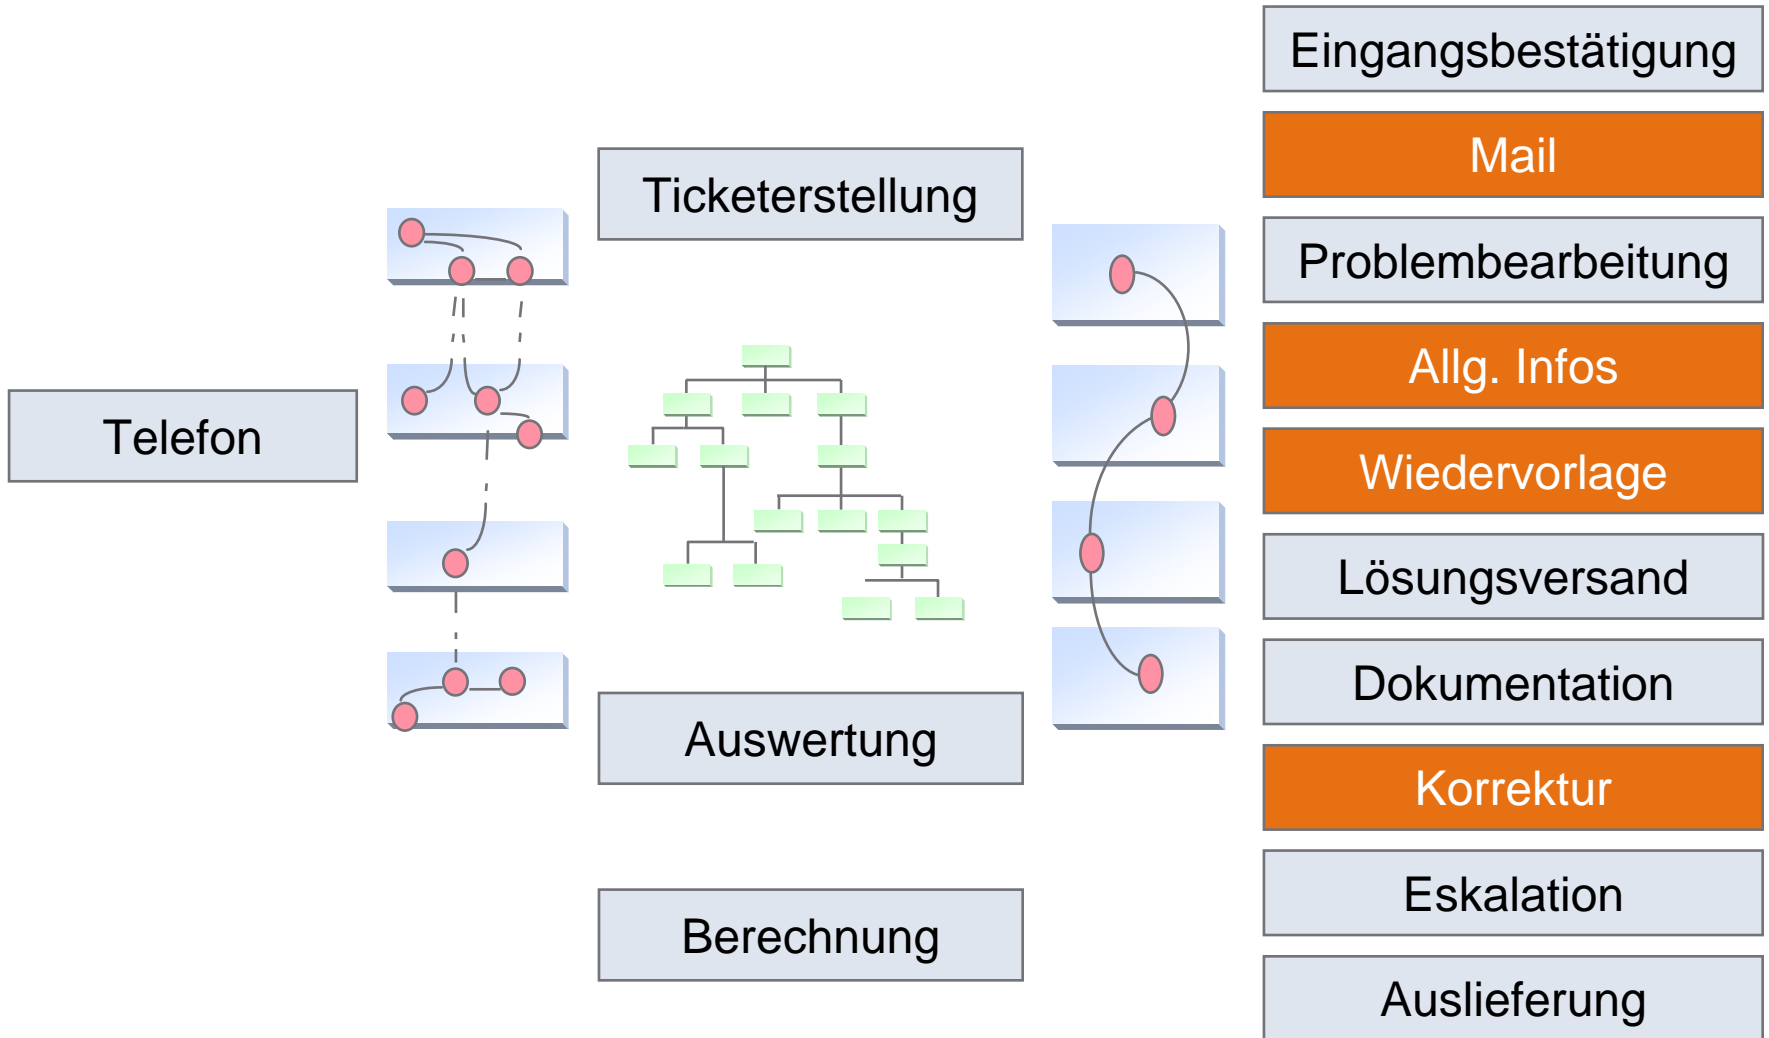 Telefon
Ticketerstellung
Auswertung
Berechnung
Eingangsbestätigung
Mail
Problembearbeitung
Allg. Infos
Wiedervorlage
Lösungsversand
Dokumentation
Korrektur
Eskalation
Auslieferung